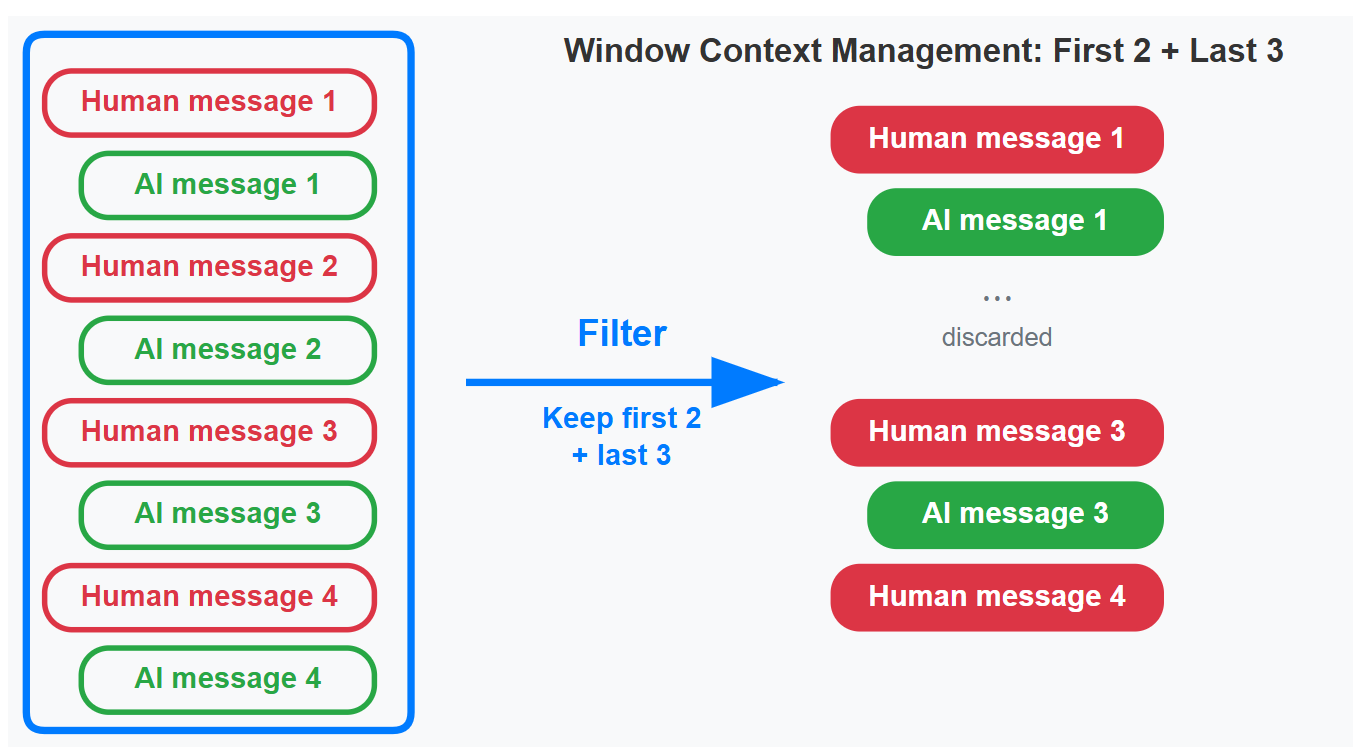 Human message 1
AI message 1
Human message 2
AI message 2
Human message 3
AI message 3
Human message 4
AI message 4
Filter
Keep first 2
+ last 3
Window Context Management: First 2 + Last 3
Human message 1
AI message 1
...
discarded
Human message 3
AI message 3
Human message 4